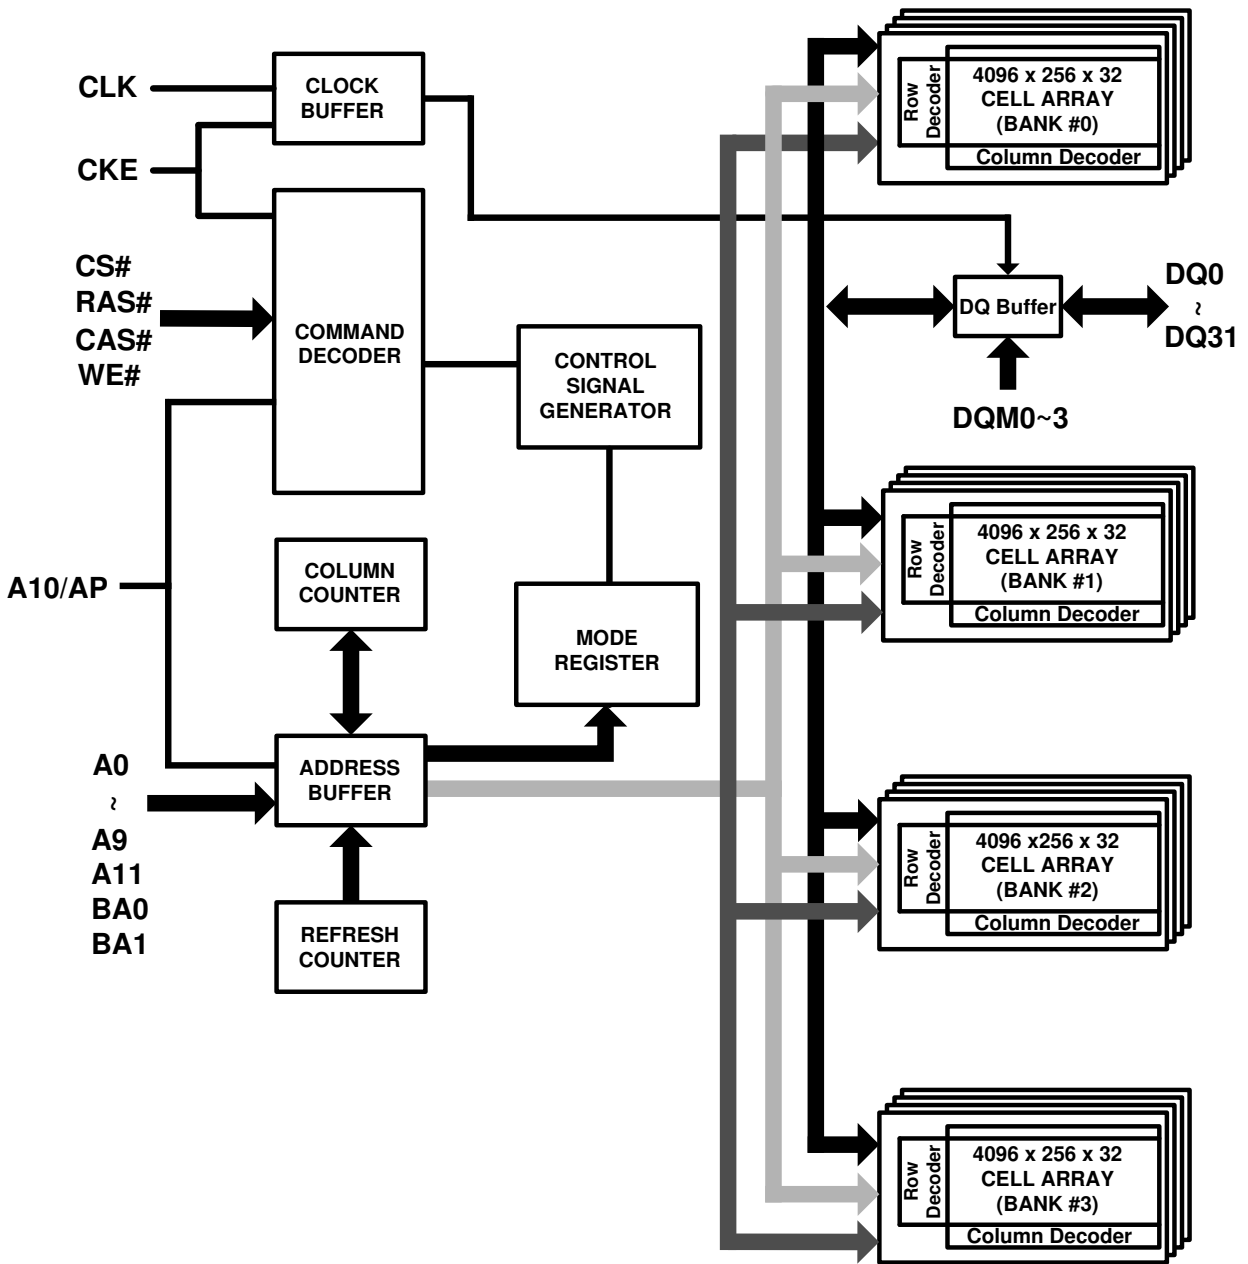 CLK
CKE
CLOCK
BUFFER
CS#
RAS#
CAS#
WE#
COMMAND
DECODER
CONTROL
SIGNAL
GENERATOR
A10/AP
COLUMN
COUNTER
MODE
REGISTER
A0
~
A9
A11
BA0
BA1
ADDRESS
BUFFER
REFRESH
COUNTER
Row
Decoder
4096 x 256 x 32
CELL ARRAY
(BANK #0)
Column Decoder
DQ Buffer
DQ0
~
DQ31
DQM0~3
Row
Decoder
4096 x 256 x 32
CELL ARRAY
(BANK #1)
Column Decoder
Row
Decoder
4096 x256 x 32
CELL ARRAY
(BANK #2)
Column Decoder
Row
Decoder
4096 x 256 x 32
CELL ARRAY
(BANK #3)
Column Decoder